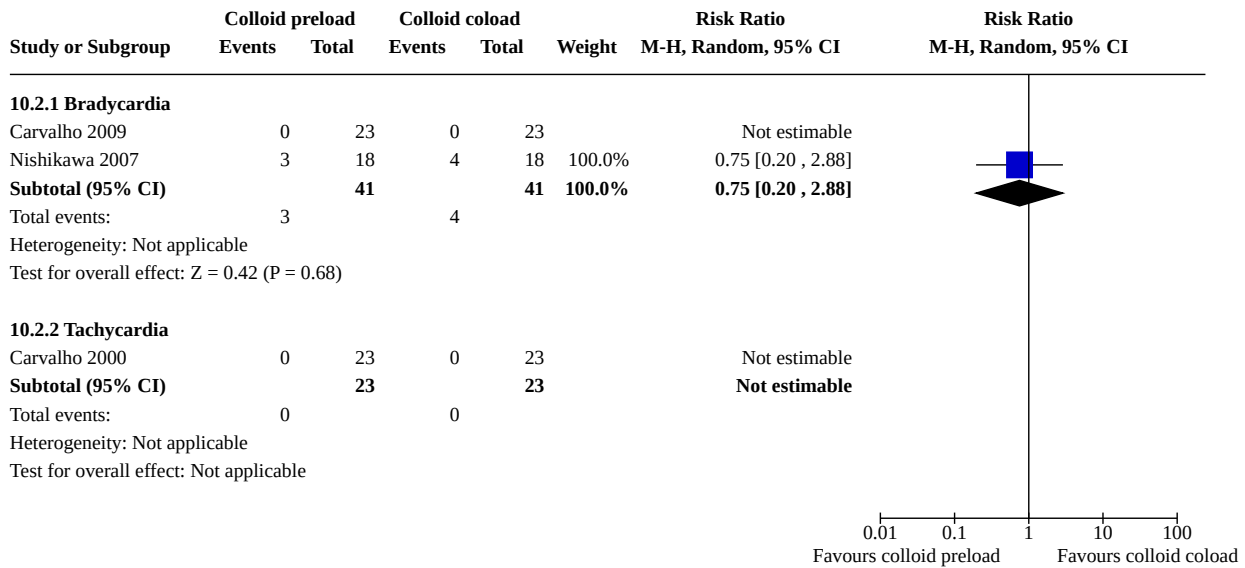 Colloid preload Colloid coload Risk Ratio Risk Ratio
Study or Subgroup Events Total Events Total Weight M-H, Random, 95% CI M-H, Random, 95% CI
10.2.1 Bradycardia
Carvalho 2009 0 23 0 23 Not estimable
Nishikawa 2007 3 18 4 18 100.0% 0.75 [0.20 , 2.88]
Subtotal (95% CI) 41 41 100.0% 0.75 [0.20 , 2.88]
Total events: 3 4
Heterogeneity: Not applicable
Test for overall effect: Z = 0.42 (P = 0.68)
10.2.2 Tachycardia
Carvalho 2000 0 23 0 23 Not estimable
Subtotal (95% CI) 23 23 Not estimable
Total events: 0 0
Heterogeneity: Not applicable
Test for overall effect: Not applicable
0.01 0.1 1 10 100
Favours colloid preload Favours colloid coload